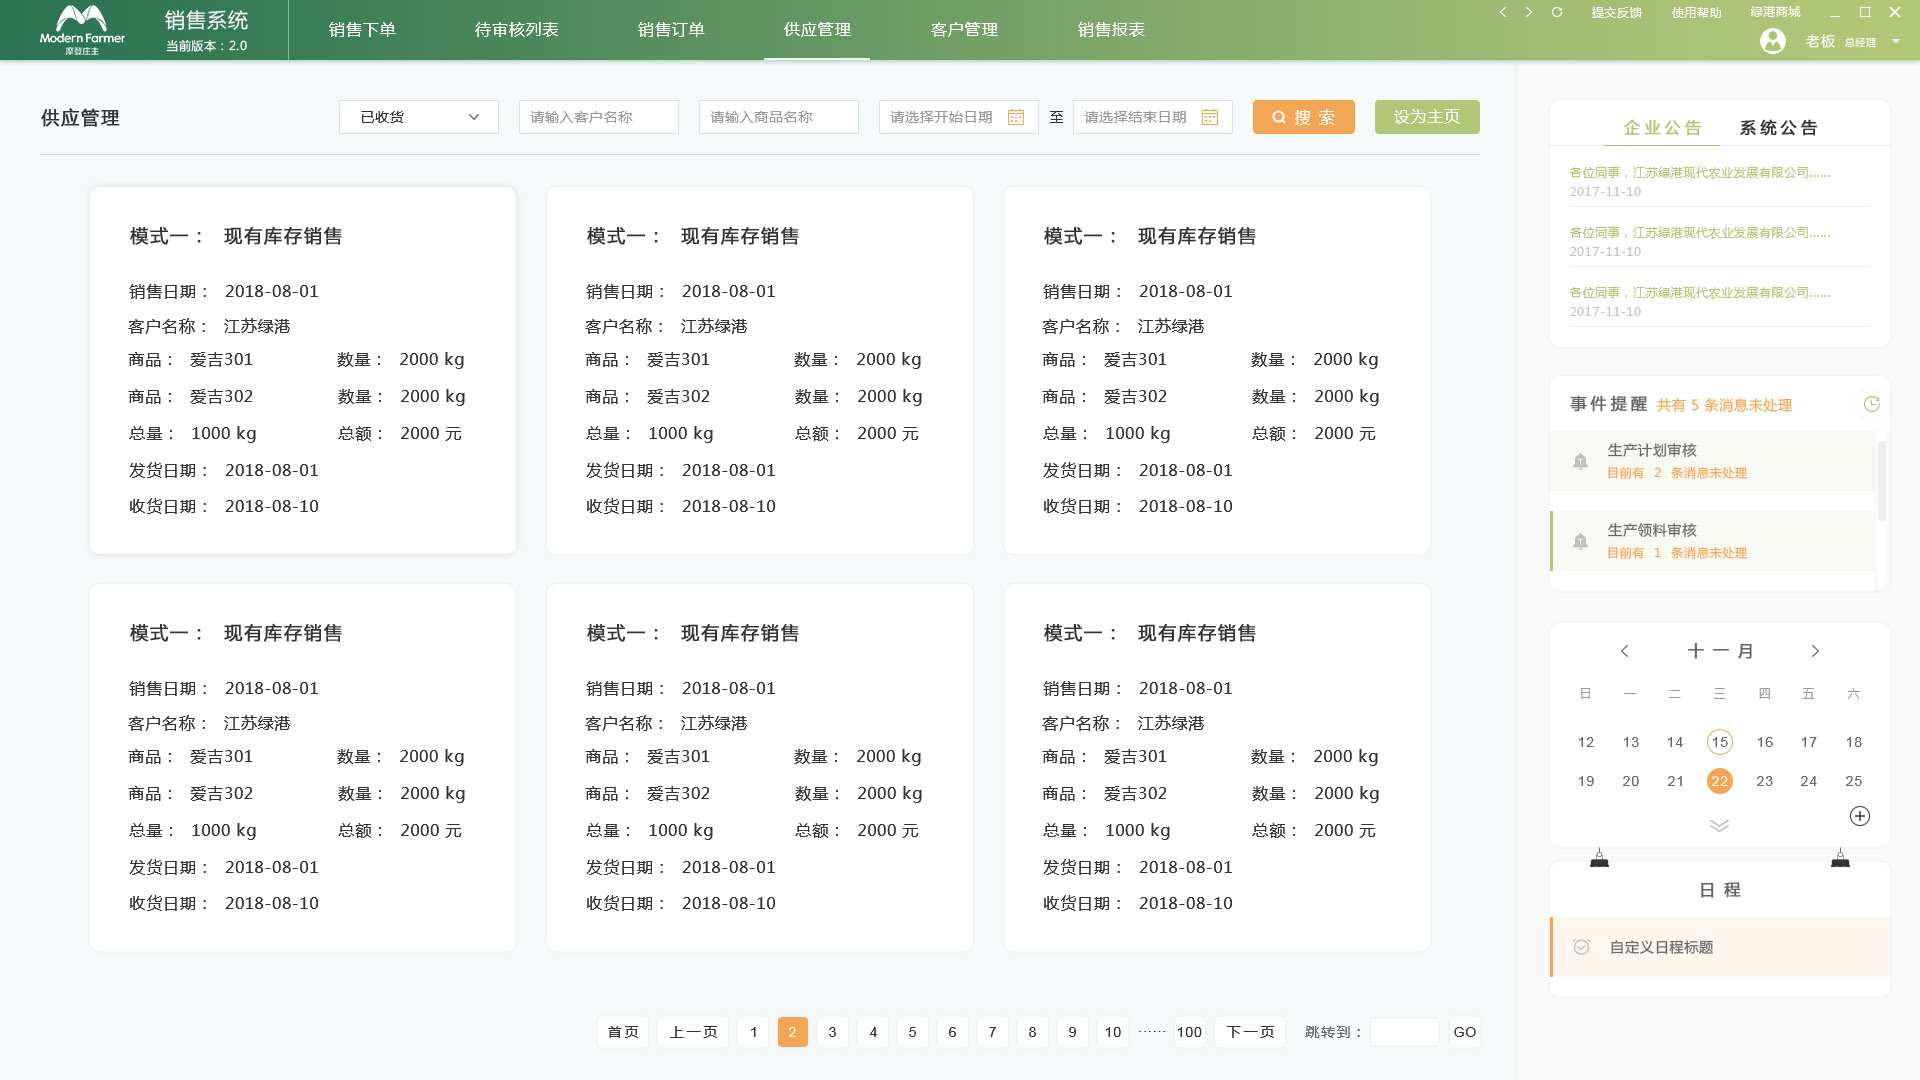 Modern Farmer
摩登庄主
销售系统
当前版本：2.0
销售下单 待审核列表 销售订单 供应管理 客户管理 销售报表
提交反馈 使用帮助 绿港商城
老板 总经理
供应管理
已收货 请输入客户名称 请输入商品名称 请选择开始日期 至 请选择结束日期 搜 索 设为主页
模式一： 现有库存销售
销售日期： 2018-08-01
客户名称： 江苏绿港
商品： 爱吉301 数量： 2000 kg
商品： 爱吉302 数量： 2000 kg
总量： 1000 kg 总额： 2000 元
发货日期： 2018-08-01
收货日期： 2018-08-10
模式一： 现有库存销售
销售日期： 2018-08-01
客户名称： 江苏绿港
商品： 爱吉301 数量： 2000 kg
商品： 爱吉302 数量： 2000 kg
总量： 1000 kg 总额： 2000 元
发货日期： 2018-08-01
收货日期： 2018-08-10
模式一： 现有库存销售
销售日期： 2018-08-01
客户名称： 江苏绿港
商品： 爱吉301 数量： 2000 kg
商品： 爱吉302 数量： 2000 kg
总量： 1000 kg 总额： 2000 元
发货日期： 2018-08-01
收货日期： 2018-08-10
模式一： 现有库存销售
销售日期： 2018-08-01
客户名称： 江苏绿港
商品： 爱吉301 数量： 2000 kg
商品： 爱吉302 数量： 2000 kg
总量： 1000 kg 总额： 2000 元
发货日期： 2018-08-01
收货日期： 2018-08-10
模式一： 现有库存销售
销售日期： 2018-08-01
客户名称： 江苏绿港
商品： 爱吉301 数量： 2000 kg
商品： 爱吉302 数量： 2000 kg
总量： 1000 kg 总额： 2000 元
发货日期： 2018-08-01
收货日期： 2018-08-10
模式一： 现有库存销售
销售日期： 2018-08-01
客户名称： 江苏绿港
商品： 爱吉301 数量： 2000 kg
商品： 爱吉302 数量： 2000 kg
总量： 1000 kg 总额： 2000 元
发货日期： 2018-08-01
收货日期： 2018-08-10
首页 上一页 1 2 3 4 5 6 7 8 9 10 ······ 100 下一页 跳转到： GO
企业公告 系统公告
各位同事，江苏绿港现代农业发展有限公司......
2017-11-10
各位同事，江苏绿港现代农业发展有限公司......
2017-11-10
各位同事，江苏绿港现代农业发展有限公司......
2017-11-10
事件提醒 共有 5 条消息未处理
生产计划审核
目前有 2 条消息未处理
生产领料审核
目前有 1 条消息未处理
十一月
日 一 二 三 四 五 六
12 13 14 15 16 17 18
19 20 21 22 23 24 25
日 程
自定义日程标题